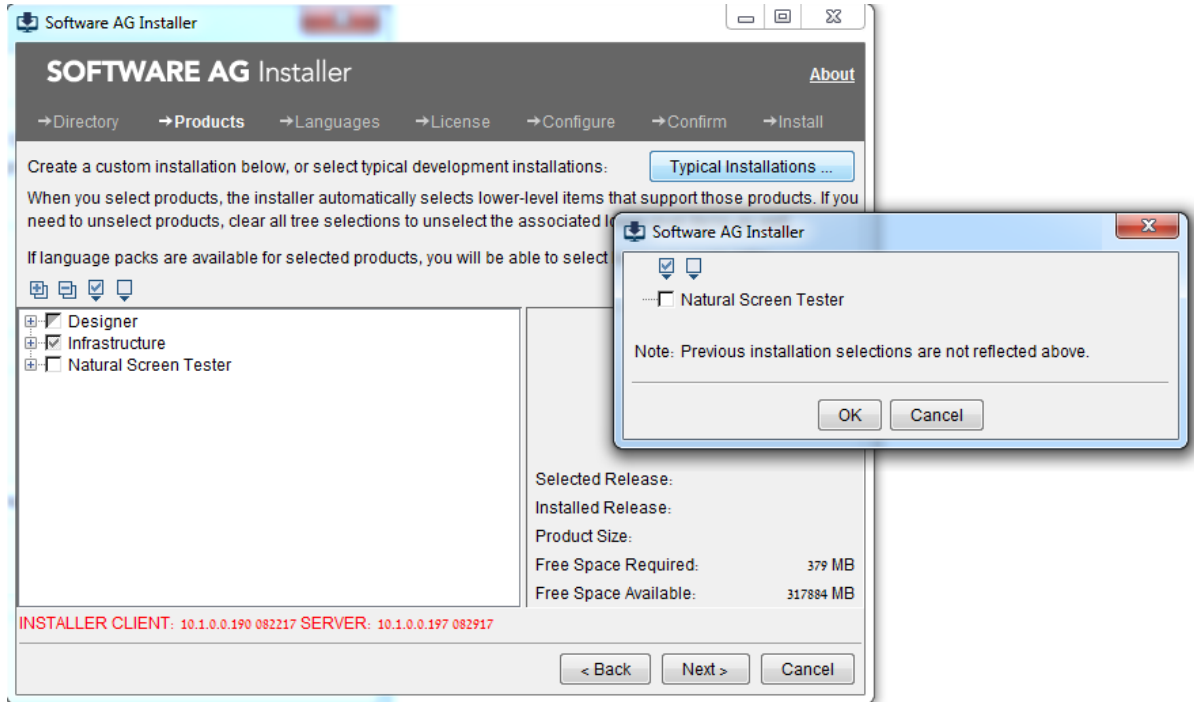 Software AG Installer
SOFTWARE AG Installer
About
→Directory →Products →Languages →License →Configure →Confirm →Install
Create a custom installation below, or select typical development installations:
Typical Installations ...
When you select products, the installer automatically selects lower-level items that support those products. If you
need to unselect products, clear all tree selections to unselect the associated
If language packs are available for selected products, you will be able to select
Designer
Infrastructure
Natural Screen Tester
Selected Release:
Installed Release:
Product Size:
Free Space Required: 379 MB
Free Space Available: 317884 MB
INSTALLER CLIENT: 10.1.0.0.190 082217 SERVER: 10.1.0.0.197 082917
< Back
Next >
Cancel
Software AG Installer
Natural Screen Tester
Note: Previous installation selections are not reflected above.
OK
Cancel